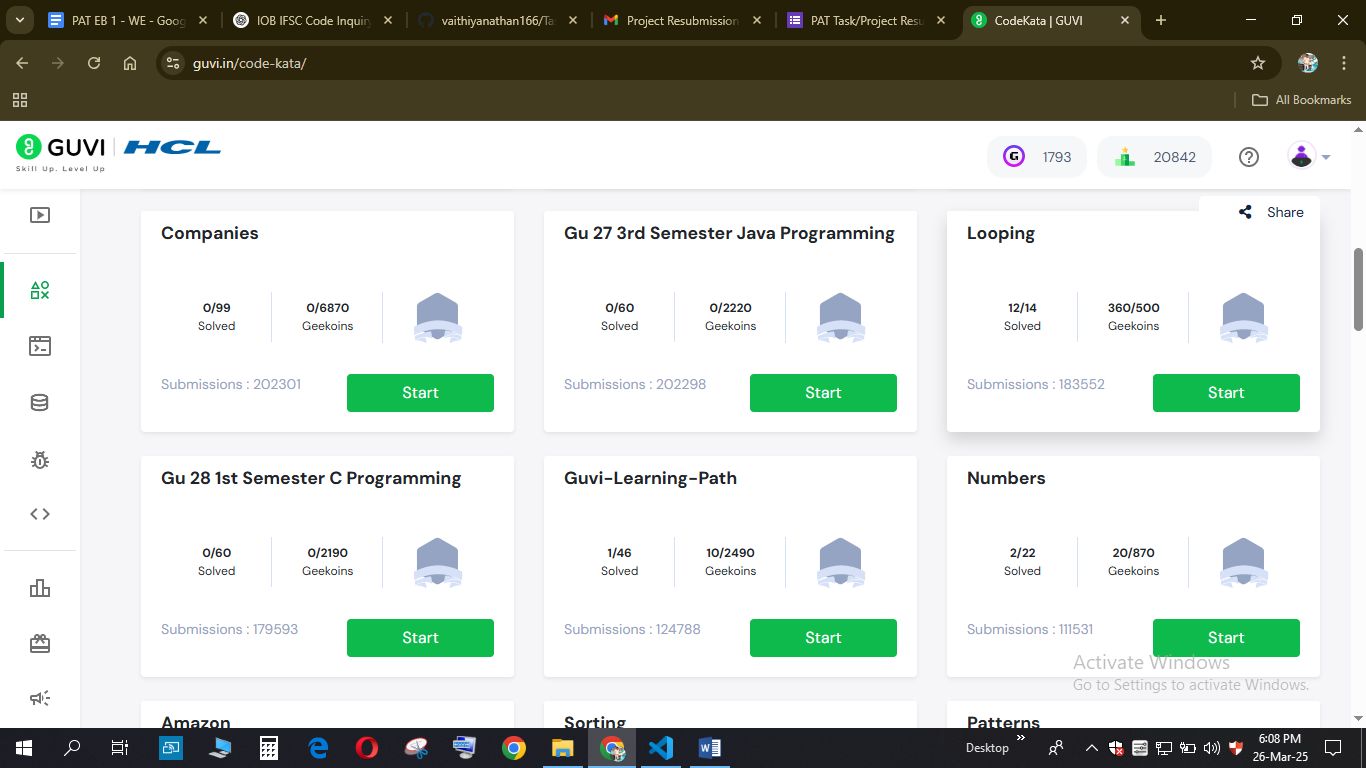 PAT EB 1 - WE - Goog
IOB IFSC Code Inquiry
vaithiyanathan166/Tas
Project Resubmission
PAT Task/Project Resu
CodeKata | GUVI
guvi.in/code-kata/
All Bookmarks
GUVI HCL
Skill Up. Level Up
1793
20842
Share
Companies
0/99
Solved
0/6870
Geekoins
Submissions : 202301
Start
Gu 27 3rd Semester Java Programming
0/60
Solved
0/2220
Geekoins
Submissions : 202298
Start
Looping
12/14
Solved
360/500
Geekoins
Submissions : 183552
Start
Gu 28 1st Semester C Programming
0/60
Solved
0/2190
Geekoins
Submissions : 179593
Start
Guvi-Learning-Path
1/46
Solved
10/2490
Geekoins
Submissions : 124788
Start
Numbers
2/22
Solved
20/870
Geekoins
Submissions : 111531
Start
Activate Windows
Go to Settings to activate Windows.
Amazon
Sorting
Patterns
Desktop
6:08 PM
26-Mar-25